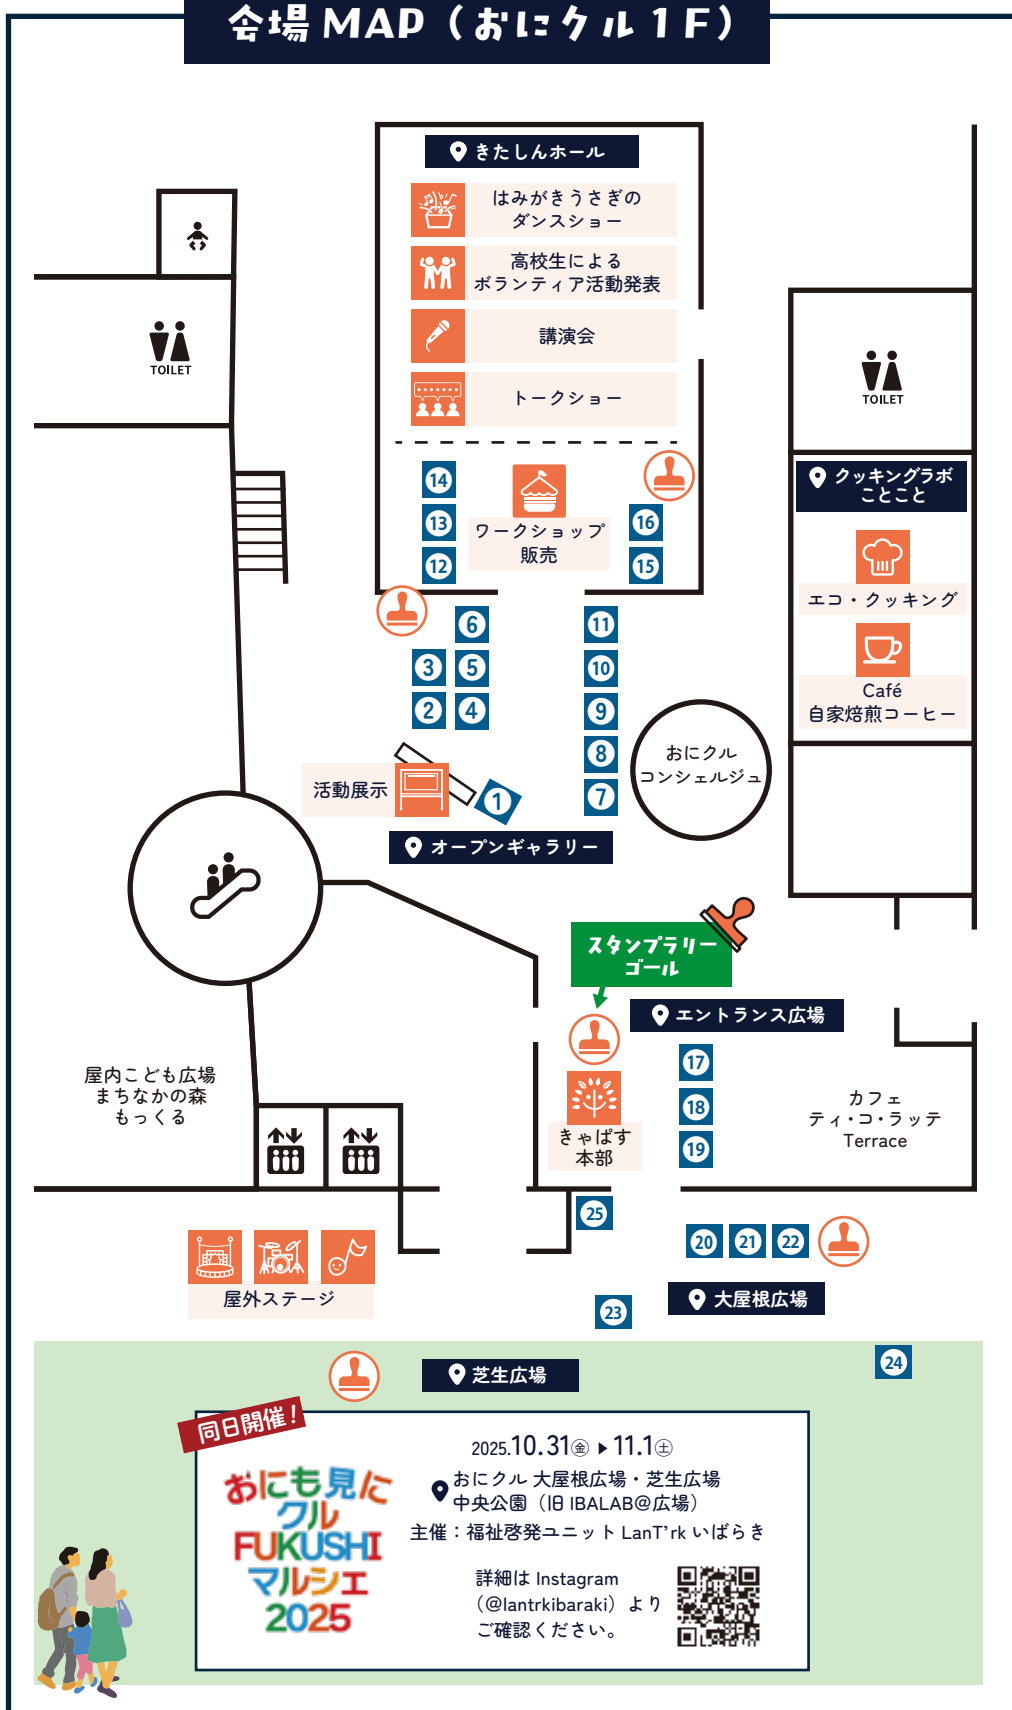 会場 MAP（おにクル 1 F）
きたしんホール
はみがきうさぎの
ダンスショー
高校生による
ボランティア活動発表
講演会
トークショー
TOILET
TOILET
クッキングラボ
ことこと
14
13
12
ワークショップ
販売
16
15
エコ・クッキング
Café
自家焙煎コーヒー
6
3
5
2
4
11
10
9
8
7
おにクル
コンシェルジュ
活動展示
1
オープンギャラリー
スタンプラリー
ゴール
エントランス広場
17
18
19
きゃぱす
本部
屋内こども広場
まちなかの森
もっくる
カフェ
ティ・コ・ラッテ
Terrace
25
20
21
22
屋外ステージ
23
大屋根広場
24
芝生広場
同日開催！
おにも見た
クル
FUKUSHI
マルシェ
2025
2025.10.31㊎ ▶ 11.1㊏
おにクル 大屋根広場・芝生広場
中央公園（旧 IBALAB@広場）
主催：福祉啓発ユニット LanT’rk いばらき
詳細は Instagram
（@lantrkibaraki）より
ご確認ください。